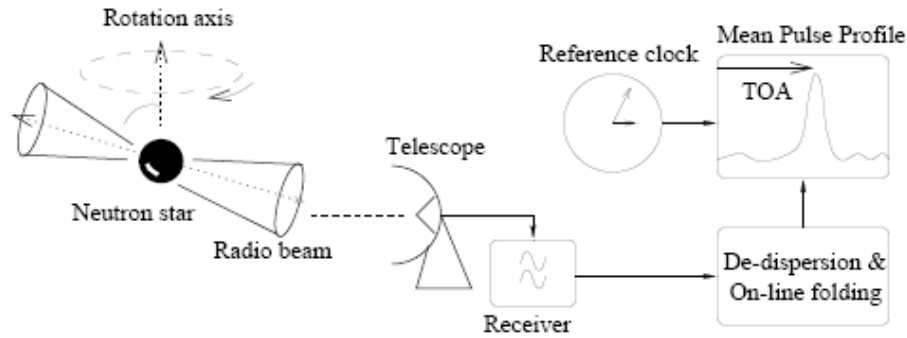 Rotation axis
Neutron star
Radio beam
Telescope
Receiver
Reference clock
Mean Pulse Profile
TOA
De-dispersion &
On-line folding